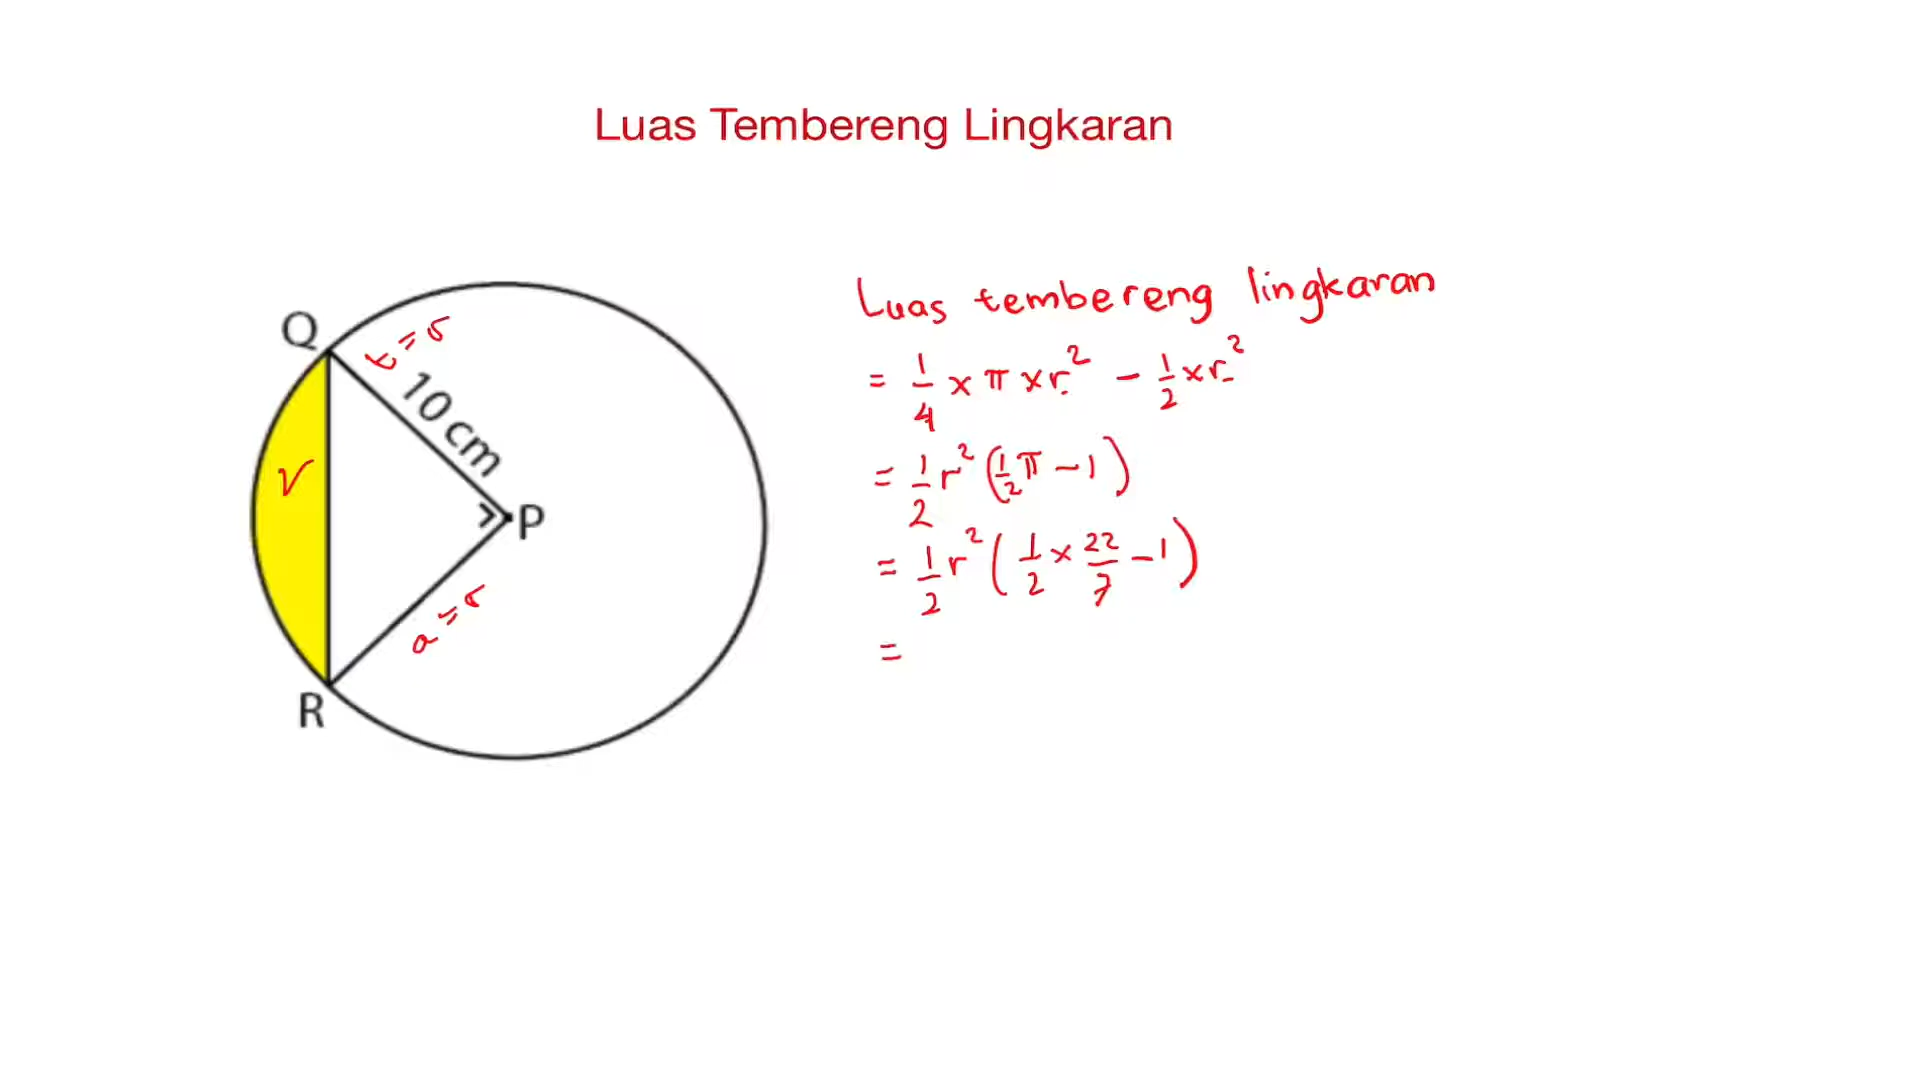 Luas Tembereng Lingkaran
Q
t = r
10 cm
P
a = r
R
Luas tembereng lingkaran
= 1/4 × π × r² − 1/2 × r²
= 1/2 r² (1/2 π − 1)
= 1/2 r² (1/2 × 22/7 − 1)
=